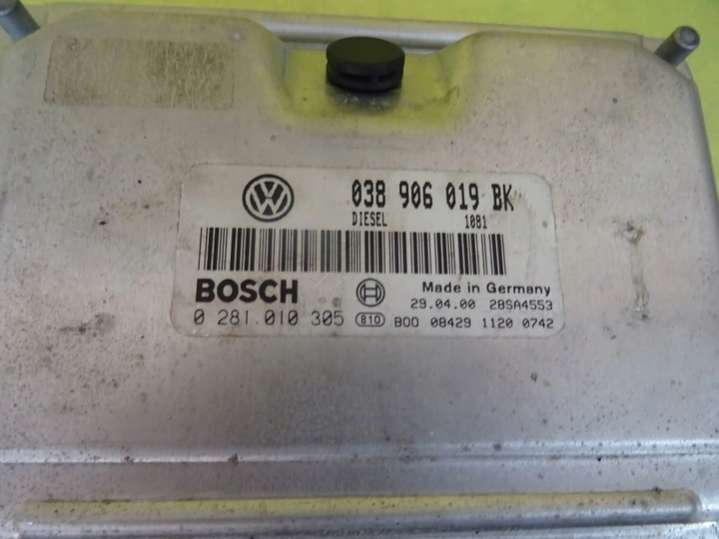 038 906 019 BK
DIESEL 1081
BOSCH Made in Germany
29.04.00 28SA4553
0 281 010 305 810 B00 08429 1120 0742